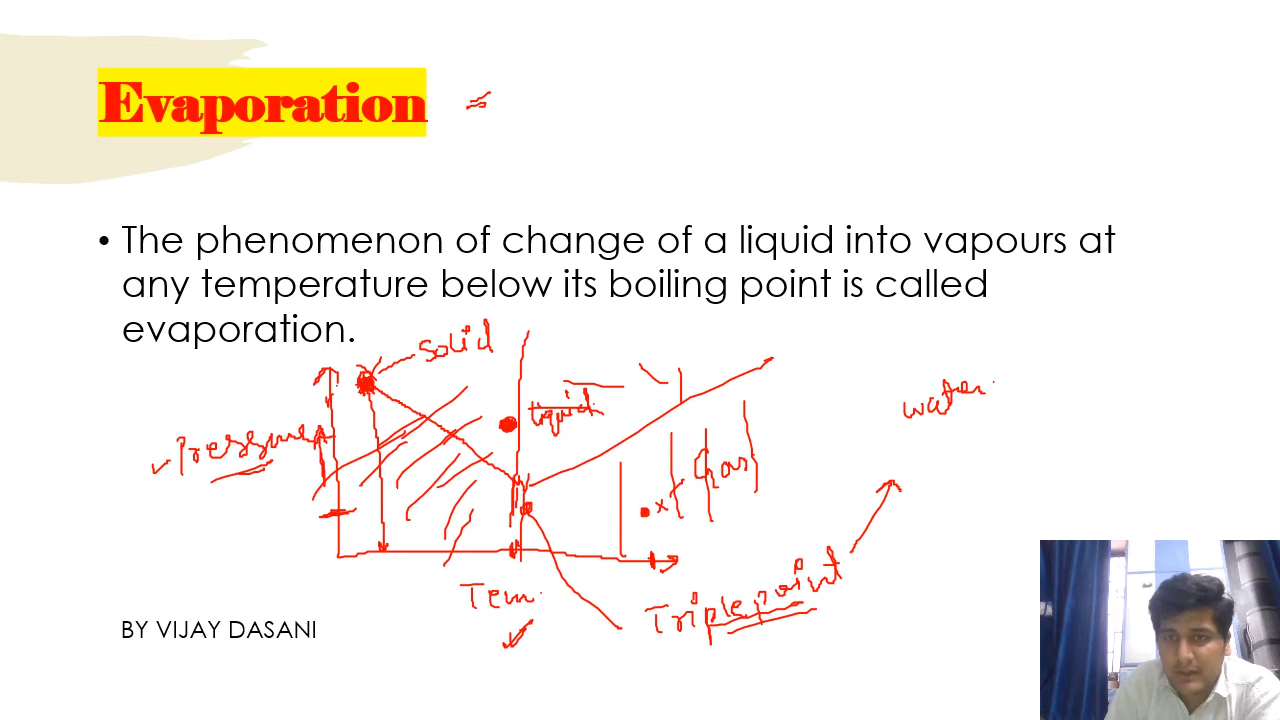 Evaporation
• The phenomenon of change of a liquid into vapours at
any temperature below its boiling point is called
evaporation.
Solid
liquid
water
Pressure
Gas
Tem.
Triple point
BY VIJAY DASANI